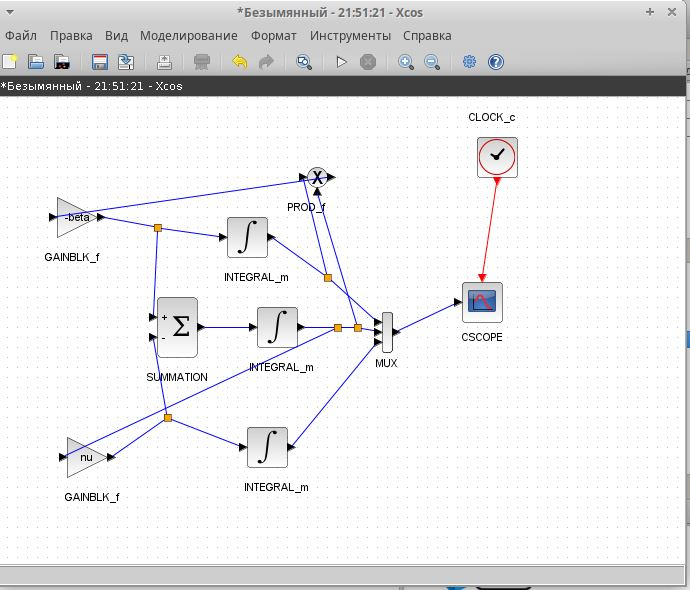 *Безымянный - 21:51:21 - Xcos
Файл Правка Вид Моделирование Формат Инструменты Справка
*Безымянный - 21:51:21 - Xcos
CLOCK_c
X
PROD_f
-beta
GAINBLK_f
∫
INTEGRAL_m
+
-
Σ
SUMMATION
∫
INTEGRAL_m
MUX
CSCOPE
nu
GAINBLK_f
∫
INTEGRAL_m